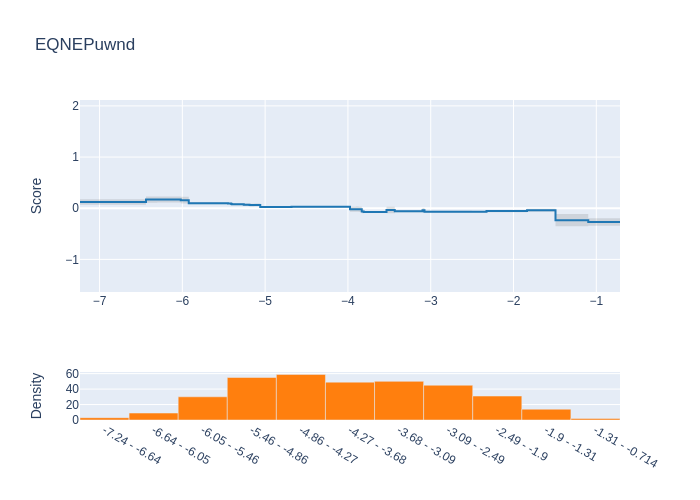 EQNEPuwnd
Score
2
1
0
−1
−7
−6
−5
−4
−3
−2
−1
Density
60
40
20
0
-7.24 - -6.64
-6.64 - -6.05
-6.05 - -5.46
-5.46 - -4.86
-4.86 - -4.27
-4.27 - -3.68
-3.68 - -3.09
-3.09 - -2.49
-2.49 - -1.9
-1.9 - -1.31
-1.31 - -0.714